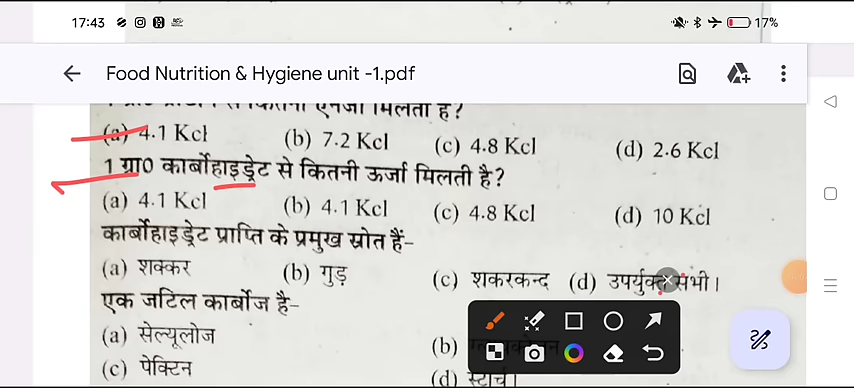 17:43 17%
Food Nutrition & Hygiene unit -1.pdf
मिलती है?
(a) 4.1 Kcl (b) 7.2 Kcl (c) 4.8 Kcl (d) 2.6 Kcl
1 ग्रा0 कार्बोहाइड्रेट से कितनी ऊर्जा मिलती है?
(a) 4.1 Kcl (b) 4.1 Kcl (c) 4.8 Kcl (d) 10 Kcl
कार्बोहाइड्रेट प्राप्ति के प्रमुख स्रोत हैं–
(a) शक्कर (b) गुड़ (c) शकरकन्द (d) उपर्युक्त सभी।
एक जटिल कार्बोज है–
(a) सेल्यूलोज (b)
(c) पेक्टिन (d) स्टार्च।